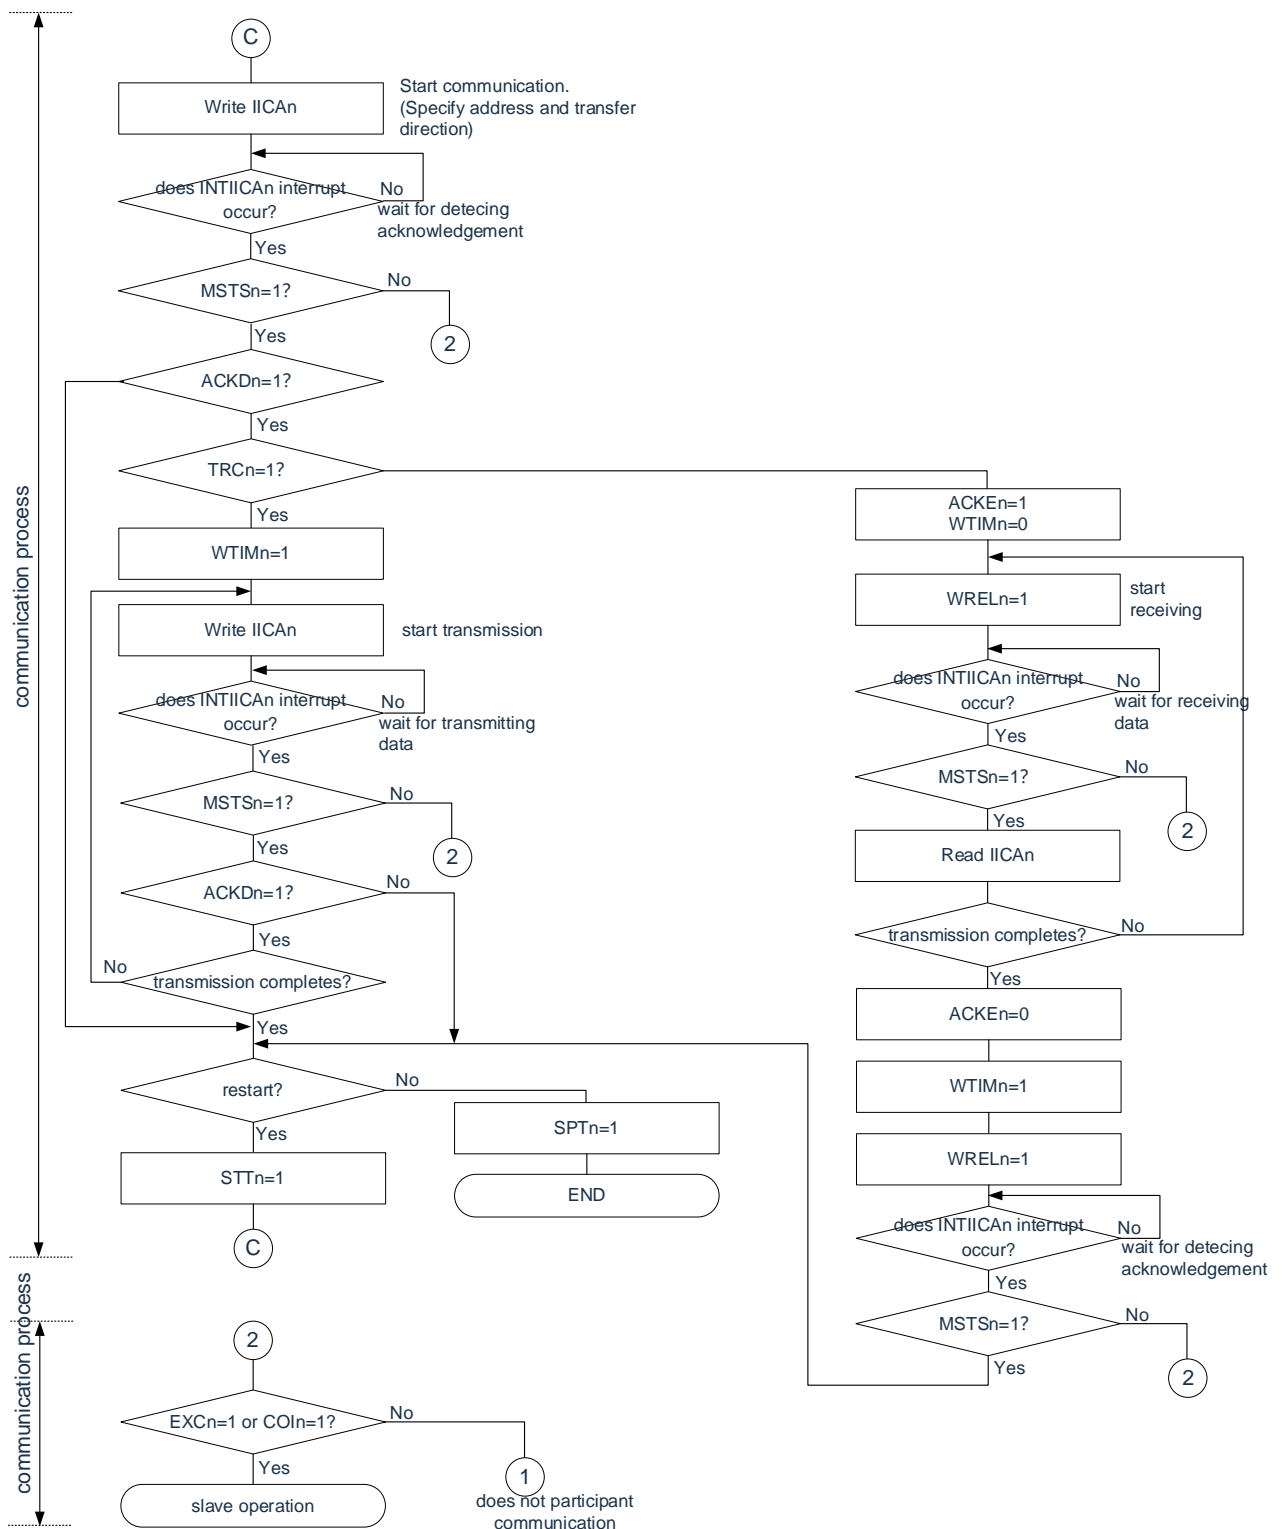 C
Write IICAn
Start communication.
(Specify address and transfer
direction)
does INTIICAn interrupt
occur?
No
wait for detecing
acknowledgement
Yes
MSTSn=1?
No
2
Yes
ACKDn=1?
Yes
TRCn=1?
Yes
WTIMn=1
Write IICAn
start transmission
does INTIICAn interrupt
occur?
No
wait for transmitting
data
Yes
MSTSn=1?
No
2
Yes
ACKDn=1?
No
Yes
No
transmission completes?
Yes
restart?
No
Yes
SPTn=1
END
STTn=1
C
ACKEn=1
WTIMn=0
WRELn=1
start
receiving
does INTIICAn interrupt
occur?
No
wait for receiving
data
Yes
MSTSn=1?
No
2
Yes
Read IICAn
transmission completes?
No
Yes
ACKEn=0
WTIMn=1
WRELn=1
does INTIICAn interrupt
occur?
No
wait for detecing
acknowledgement
Yes
MSTSn=1?
No
2
Yes
communication process
communication process
2
EXCn=1 or COIn=1?
No
Yes
1
does not participant
communication
slave operation